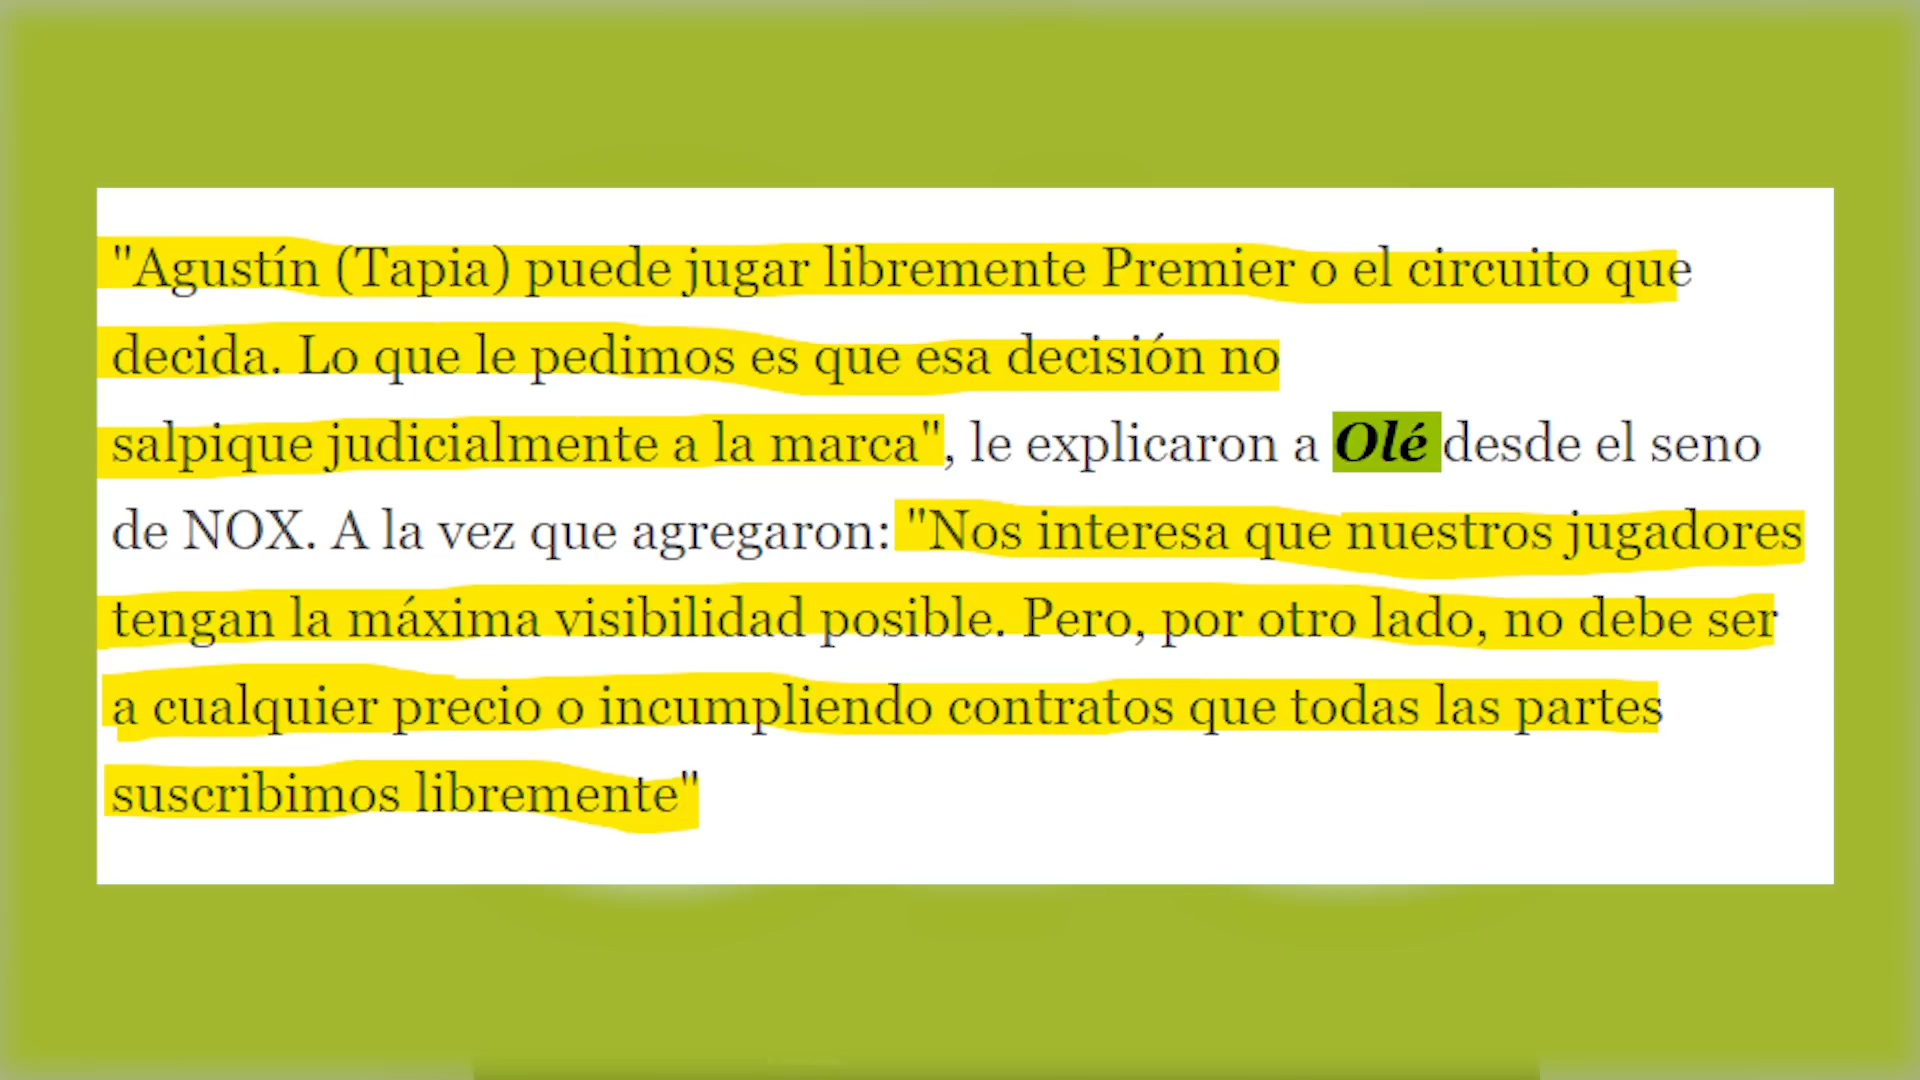 "Agustín (Tapia) puede jugar libremente Premier o el circuito que
decida. Lo que le pedimos es que esa decisión no
salpique judicialmente a la marca", le explicaron a Olé desde el seno
de NOX. A la vez que agregaron: "Nos interesa que nuestros jugadores
tengan la máxima visibilidad posible. Pero, por otro lado, no debe ser
a cualquier precio o incumpliendo contratos que todas las partes
suscribimos libremente"